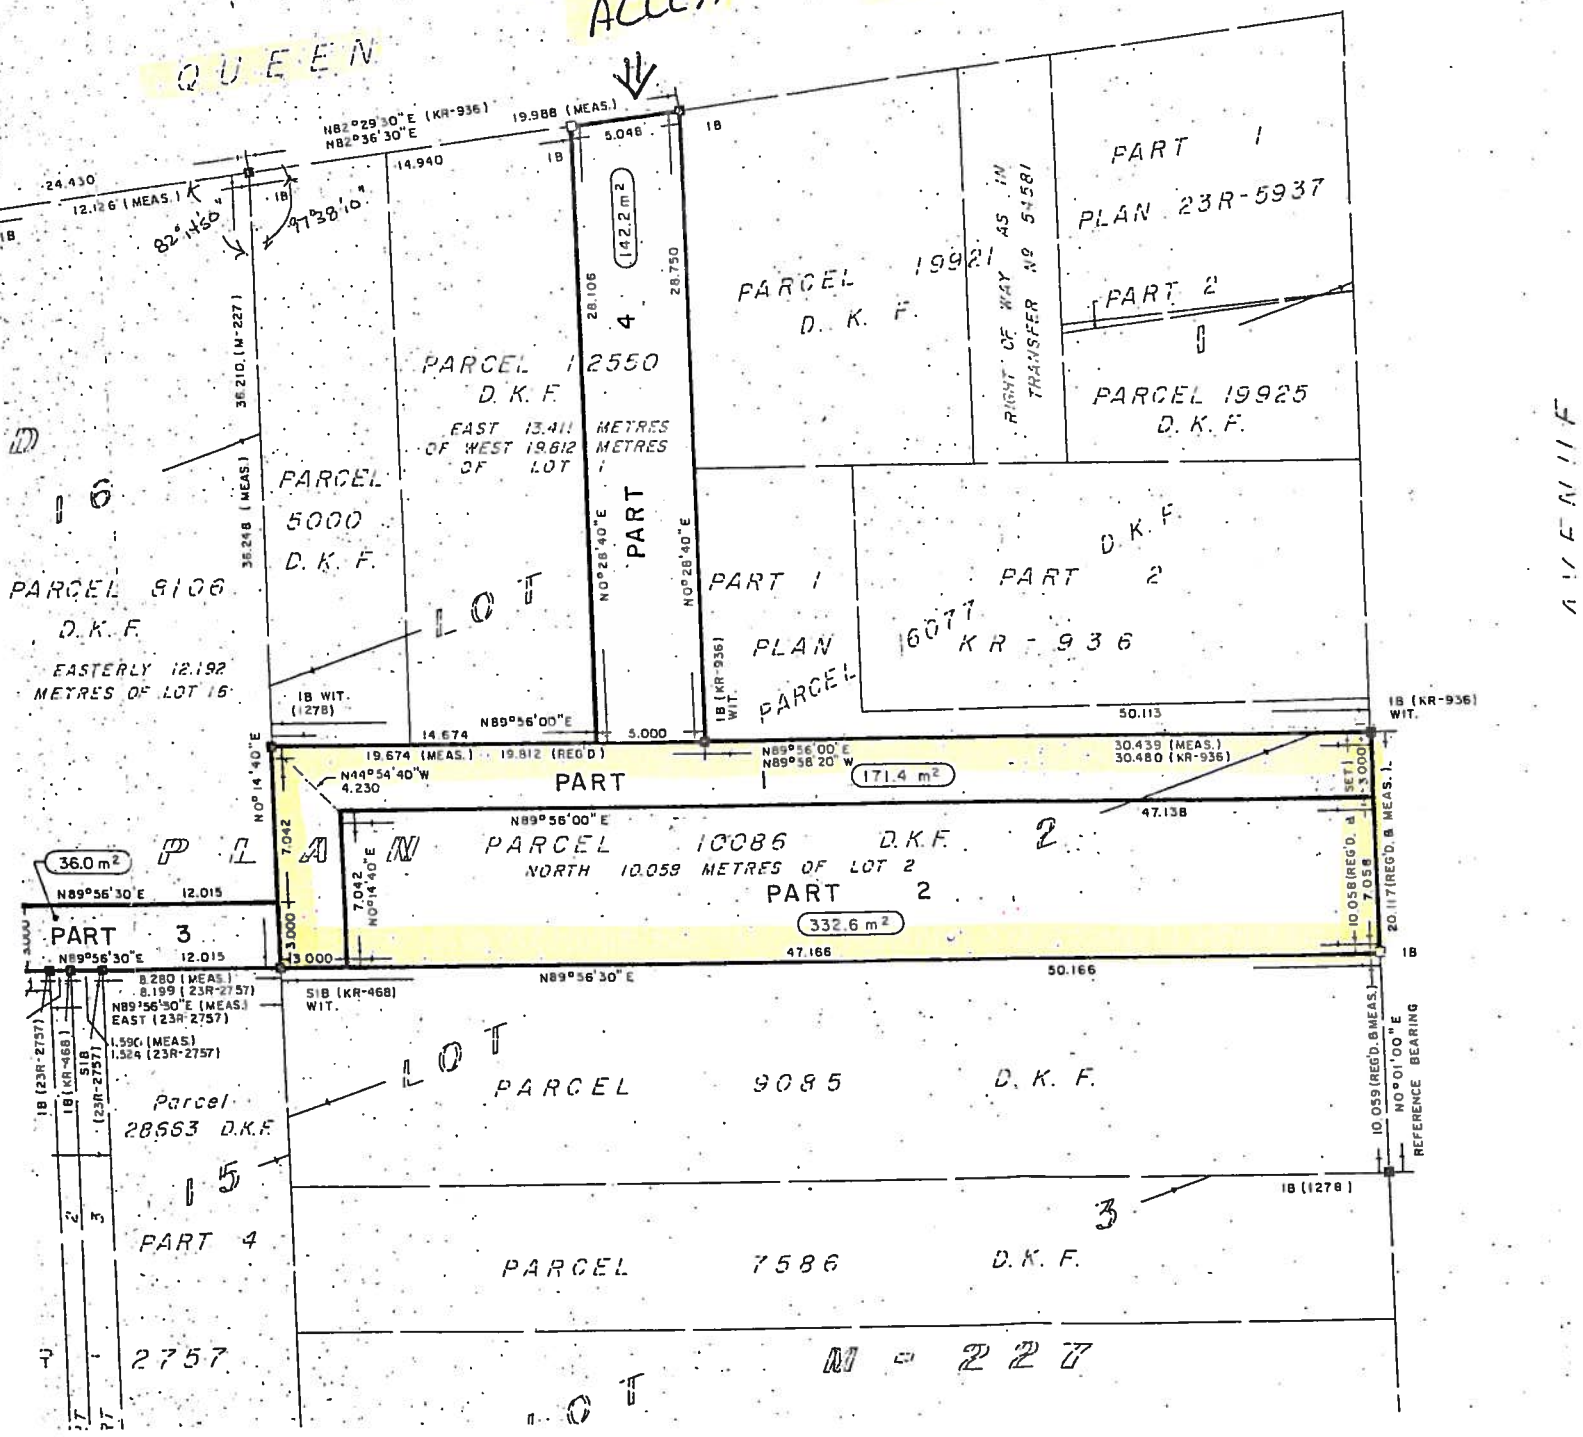 QUEEN
N82°29'30"E (KR-936)
N82°36'30"E
19.988 (MEAS.)
5.048
IB
IB
14.940
24.430
12.126 (MEAS.)
IB
IB
82°14'50"
97°38'10"
142.2 m²
28.106
28.750
PART 4
N0°28'40"E
N0°28'40"E
36.210 (M-227)
36.248 (MEAS.)
PARCEL 12550
D. K. F.
EAST 13.411 METRES
OF WEST 19.812 METRES
OF LOT 1
PARCEL 19921
D. K. F.
RIGHT OF WAY AS IN
TRANSFER Nº 54581
PART 1
PLAN 23R-5937
PART 2
1
PARCEL 19925
D. K. F.
D
16
PARCEL
5000
D. K. F.
PARCEL 8106
D. K. F.
EASTERLY 12.192
METRES OF LOT 16
LOT
PART 1
PLAN
PARCEL
16077
PART 2
D. K. F.
KR-936
IB (KR-936)
WIT.
IB WIT.
(1278)
N89°56'00"E
14.674
5.000
50.113
IB (KR-936)
WIT.
19.674 (MEAS.) 19.812 (REG'D)
N89°56'00"E
N89°58'20"W
30.439 (MEAS.)
30.480 (KR-936)
N44°54'40"W
4.230
PART 1
171.4 m²
N0°14'40"E
7.042
3.000
N89°56'00"E
47.138
3.000
PLAN
PARCEL 10086 D.K.F. 2
NORTH 10.059 METRES OF LOT 2
PART 2
332.6 m²
7.042
N0°14'40"E
10.058 (REG'D. & SET)
7.058
20.117 (REG'D. & MEAS.)
36.0 m²
N89°56'30"E 12.015
PART 3
3.000
N89°56'30"E 12.015
3.000
47.166
IB
N89°56'30"E
50.166
8.280 (MEAS.)
8.199 (23R-2757)
N89°56'30"E (MEAS.)
EAST (23R-2757)
1.590 (MEAS.)
1.524 (23R-2757)
SIB (KR-468)
WIT.
IB (23R-2757)
IB (KR-468)
SIB
(23R-2757)
LOT
PARCEL 9085 D. K. F.
10.059 (REG'D. & MEAS.)
N0°01'00"E
REFERENCE BEARING
Parcel
28663 D.K.F.
15
IB (1278)
3
2
3
PART 4
PARCEL 7586 D. K. F.
- 2757
M - 227